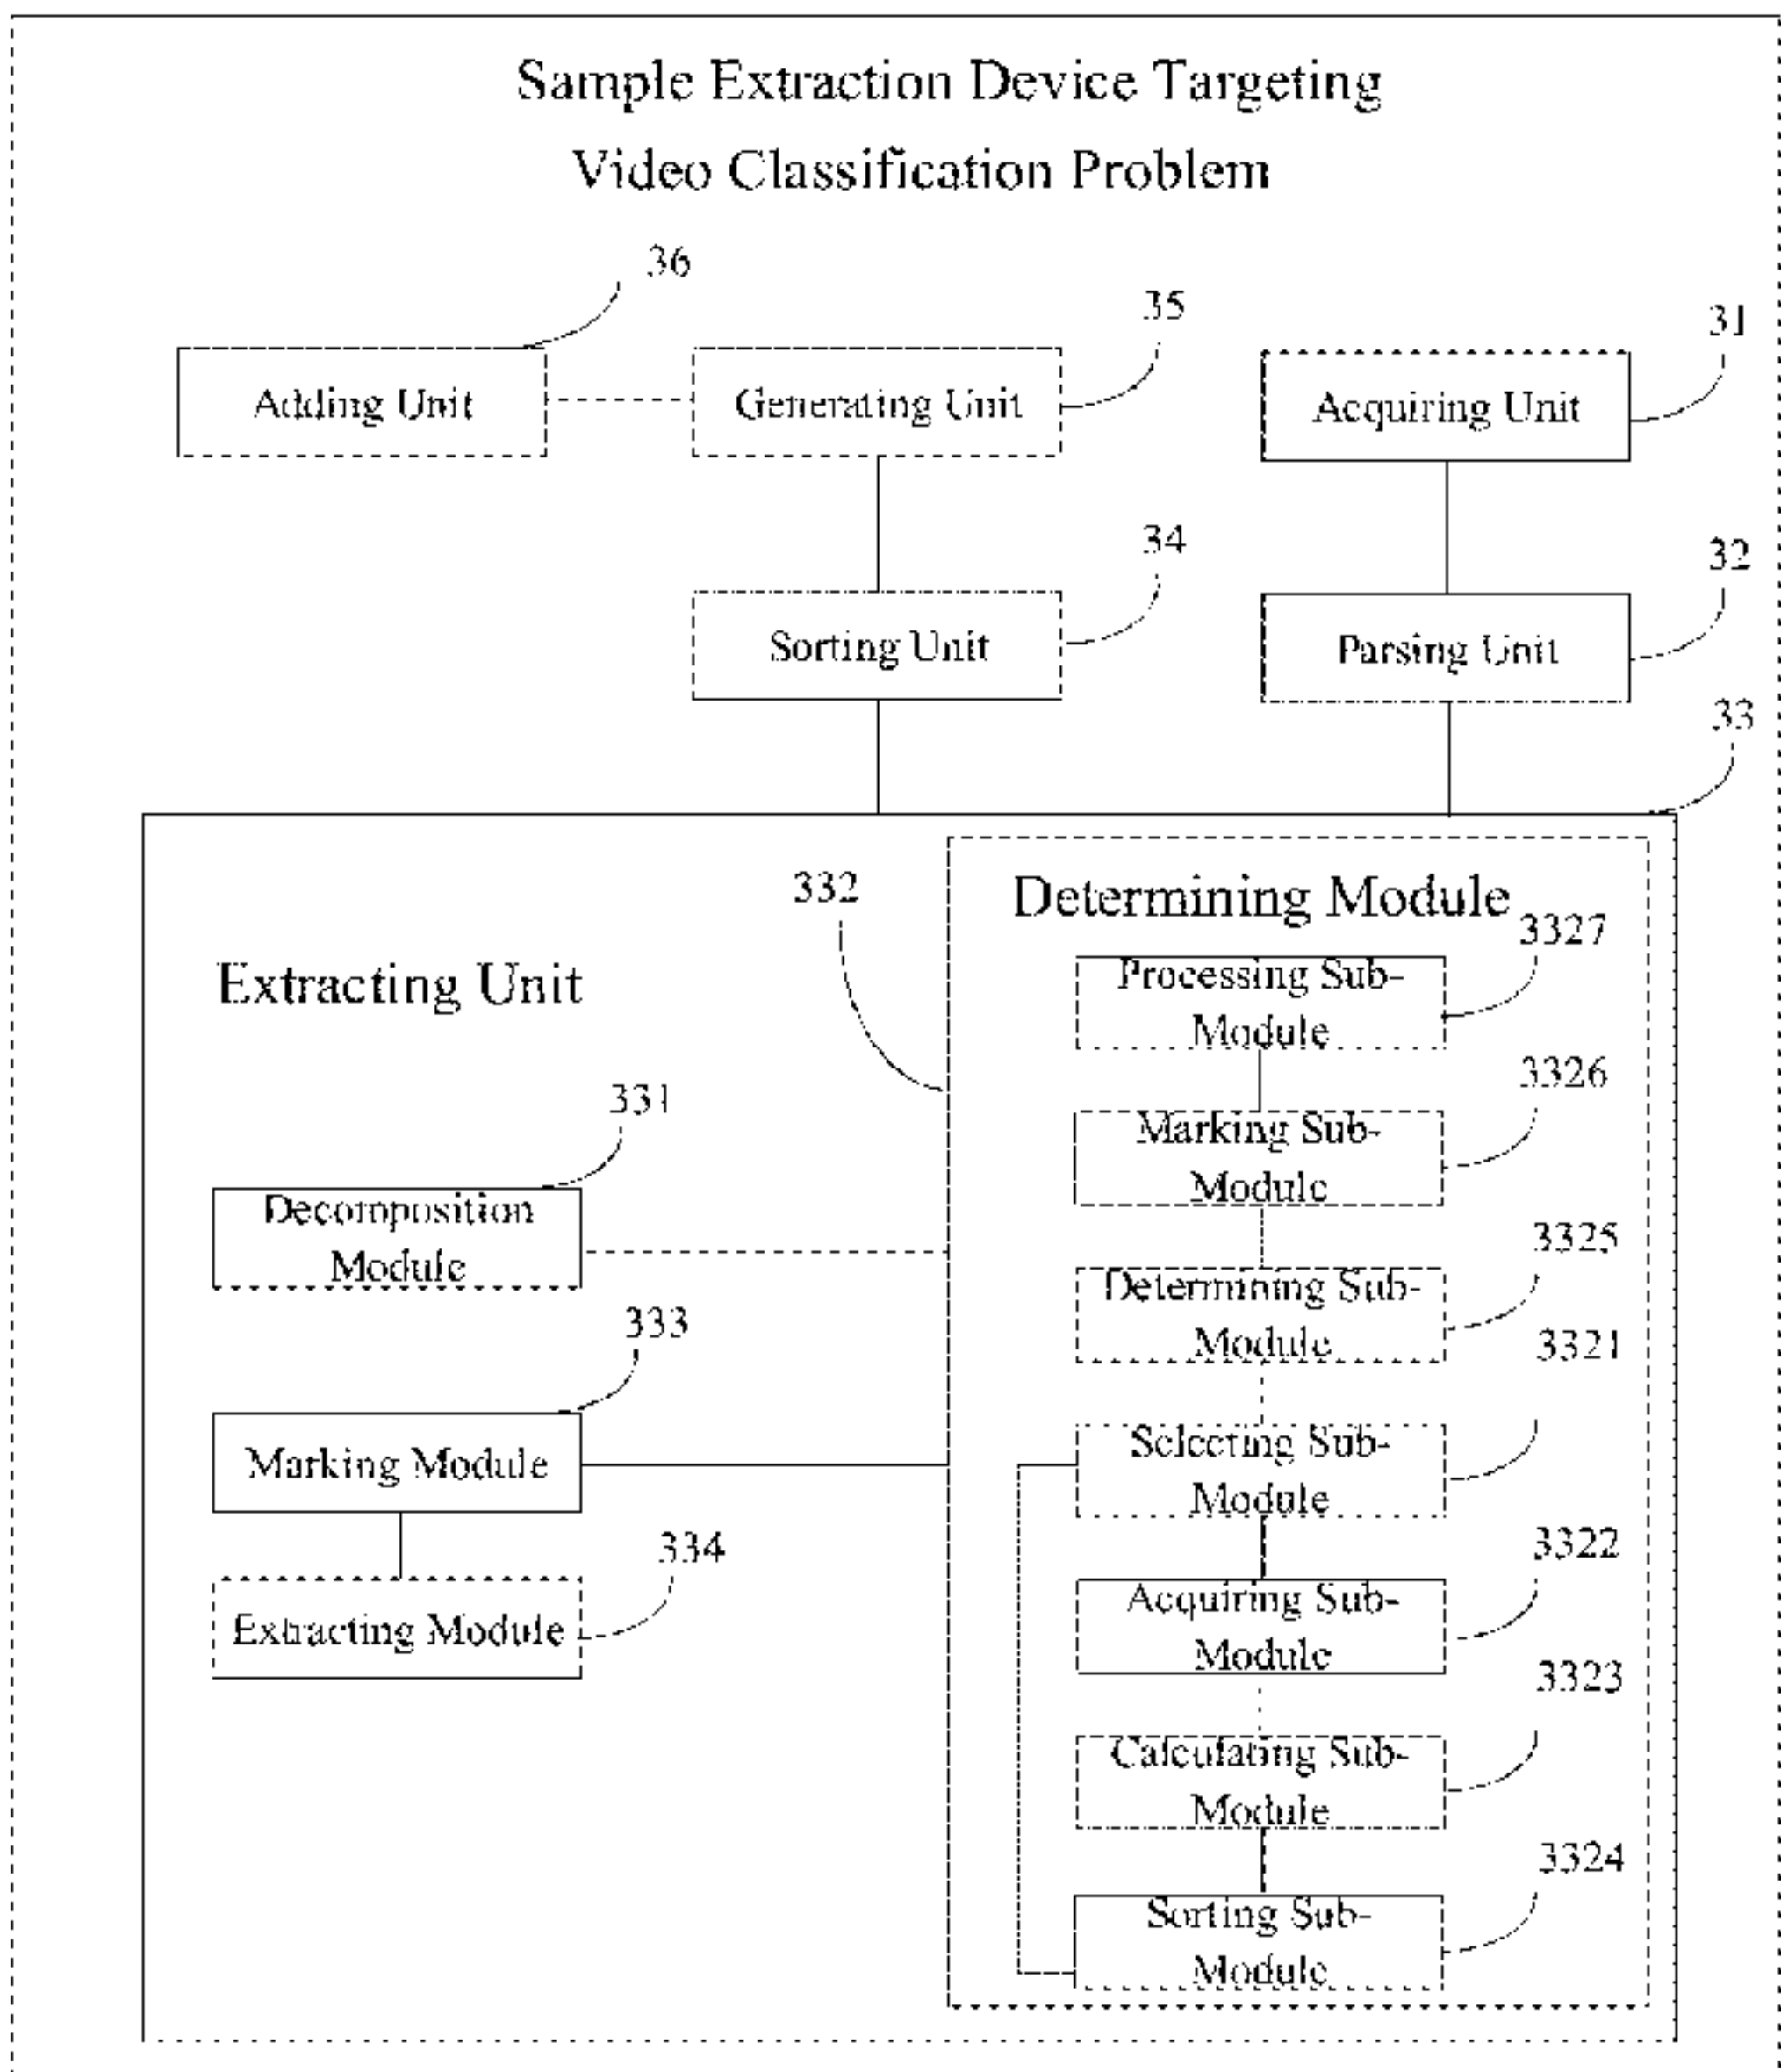 Sample Extraction Device Targeting
Video Classification Problem
36
35
31
Adding Unit
Generating Unit
Acquiring Unit
34
32
Sorting Unit
Parsing Unit
33
332
Determining Module
3327
Extracting Unit
Processing Sub-
Module
3326
331
Marking Sub-
Module
Decomposition
Module
3325
Determining Sub-
Module
333
3321
Marking Module
Selecting Sub-
Module
334
3322
Extracting Module
Acquiring Sub-
Module
3323
Calculating Sub-
Module
3324
Sorting Sub-
Module